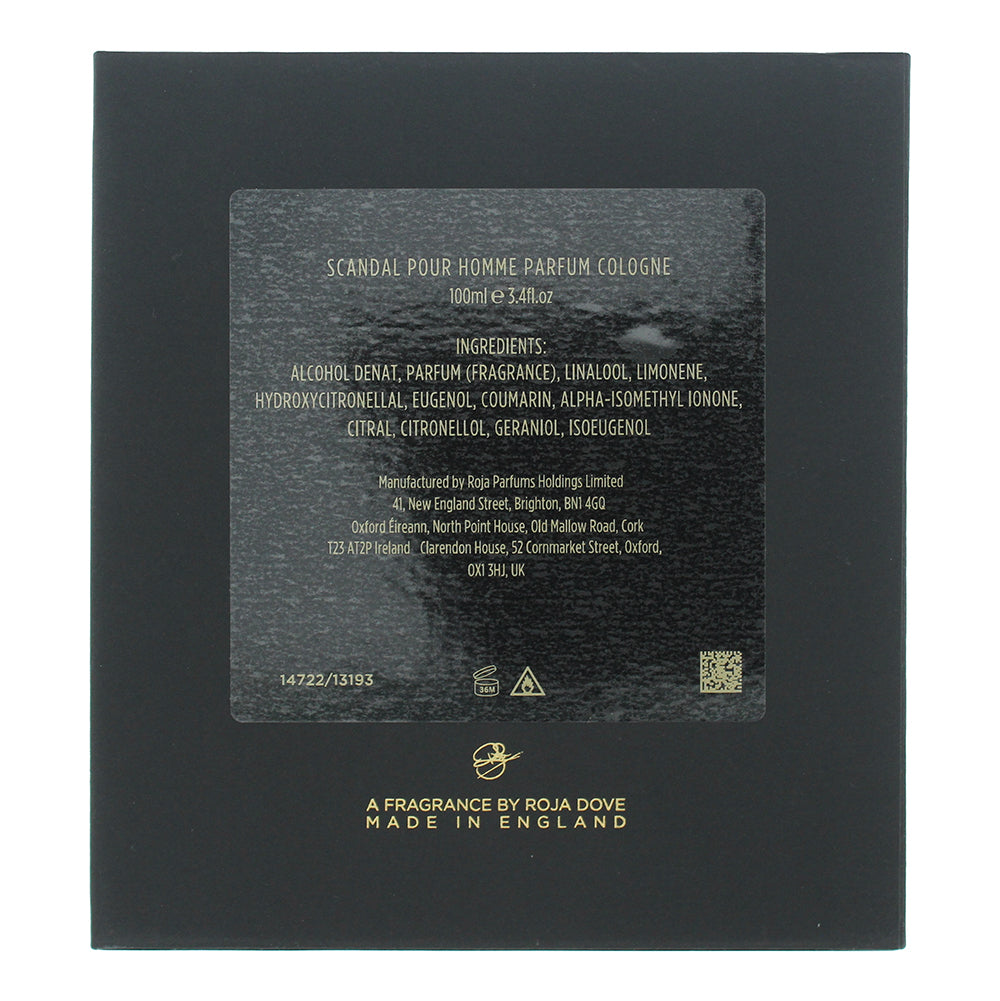 SCANDAL POUR HOMME PARFUM COLOGNE
100ml ℮ 3.4fl.oz
INGREDIENTS:
ALCOHOL DENAT, PARFUM (FRAGRANCE), LINALOOL, LIMONENE,
HYDROXYCITRONELLAL, EUGENOL, COUMARIN, ALPHA-ISOMETHYL IONONE,
CITRAL, CITRONELLOL, GERANIOL, ISOEUGENOL
Manufactured by Roja Parfums Holdings Limited
41, New England Street, Brighton, BN1 4GQ
Oxford Éireann, North Point House, Old Mallow Road, Cork
T23 AT2P Ireland Clarendon House, 52 Cornmarket Street, Oxford,
OX1 3HJ, UK
14722/13193
36M
A FRAGRANCE BY ROJA DOVE
MADE IN ENGLAND